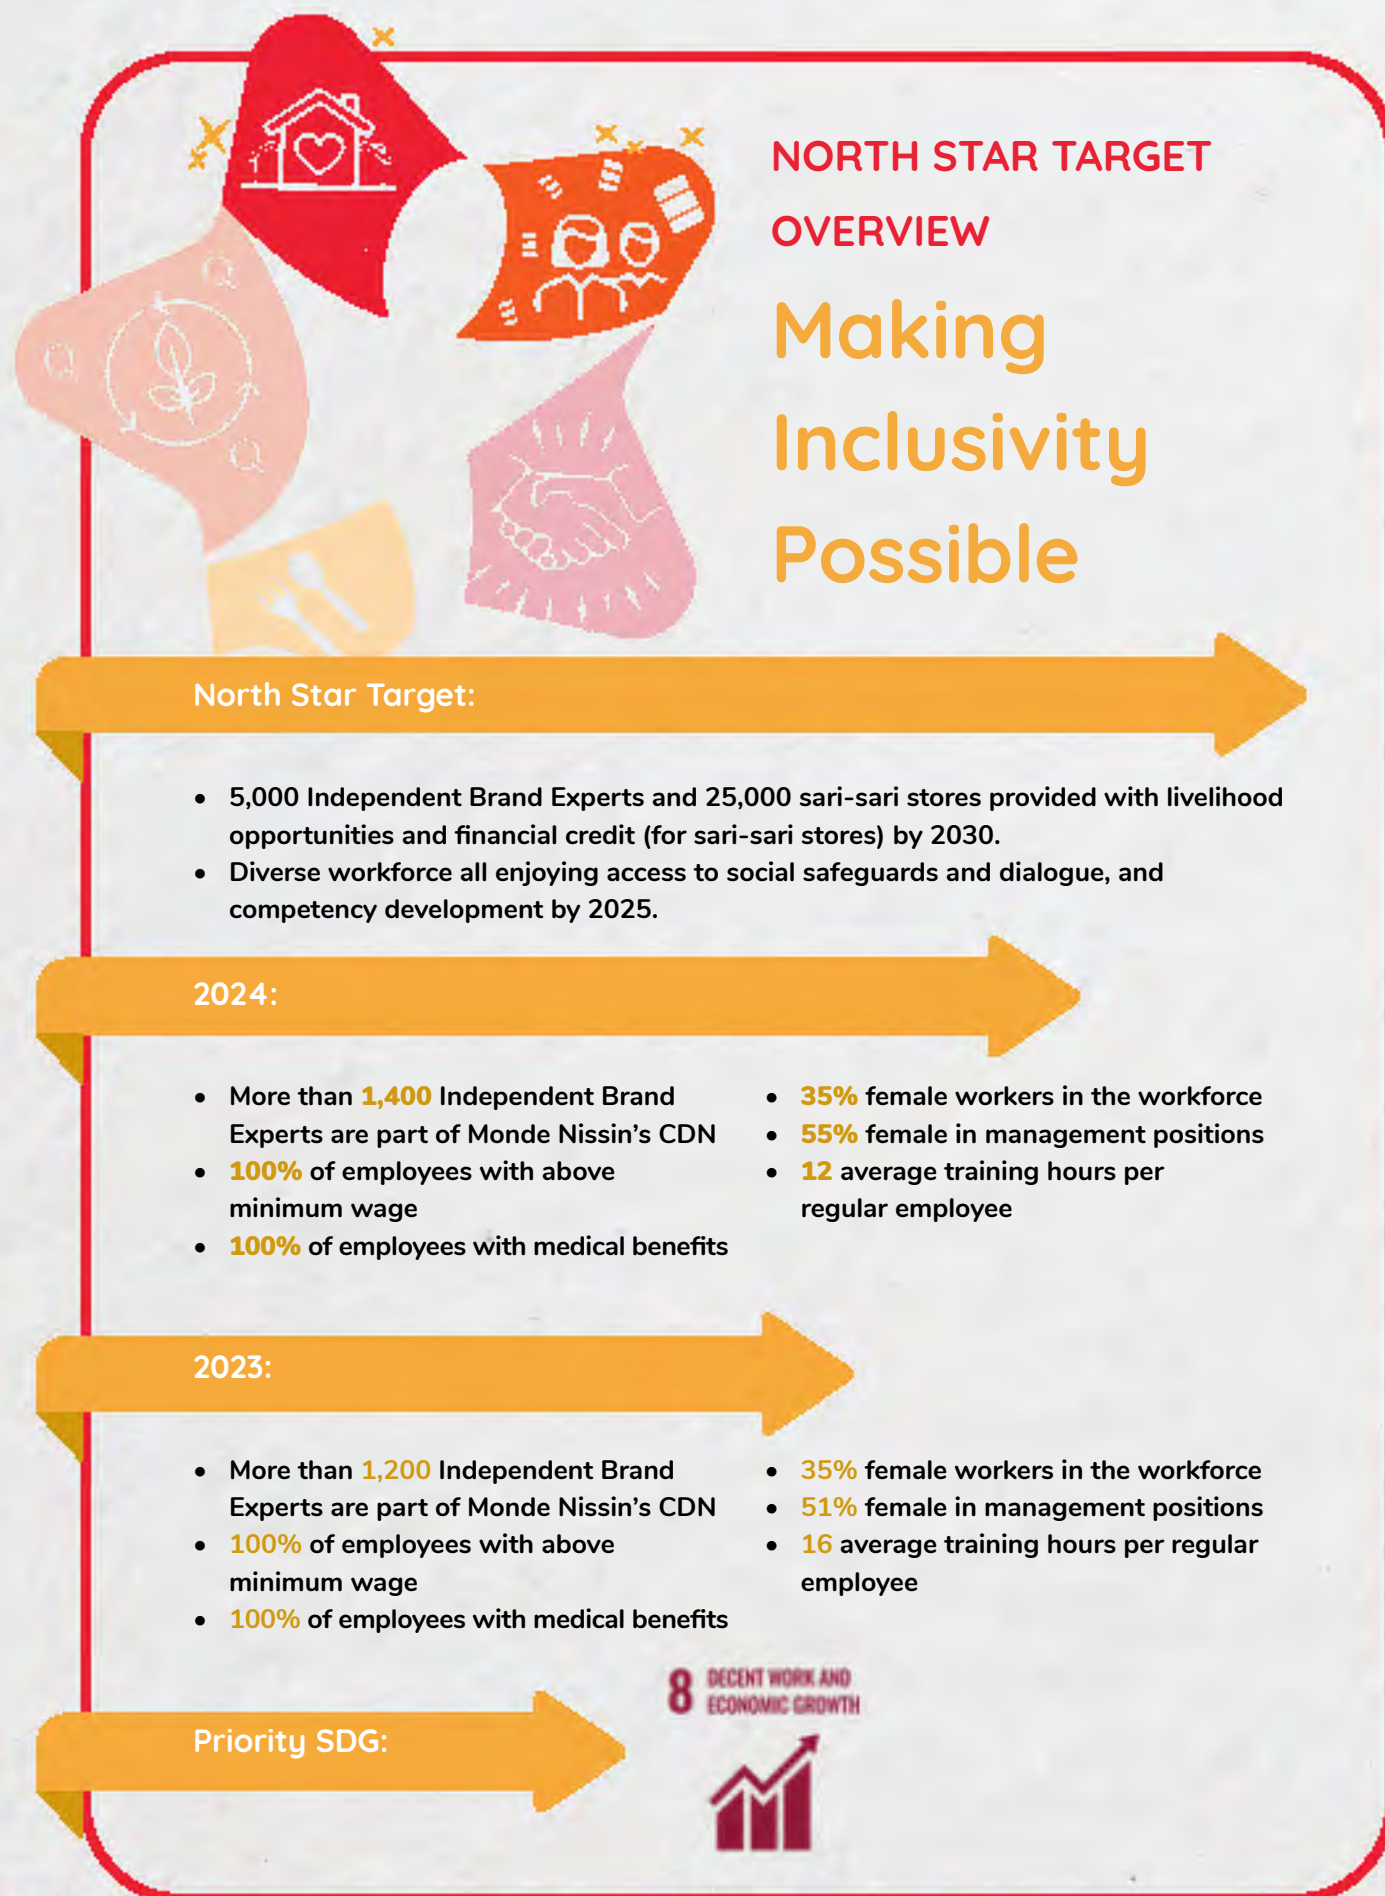 NORTH STAR TARGET
OVERVIEW
Making
Inclusivity
Possible
North Star Target:
• 5,000 Independent Brand Experts and 25,000 sari-sari stores provided with livelihood
opportunities and financial credit (for sari-sari stores) by 2030.
• Diverse workforce all enjoying access to social safeguards and dialogue, and
competency development by 2025.
2024:
• More than 1,400 Independent Brand
Experts are part of Monde Nissin’s CDN
• 100% of employees with above
minimum wage
• 100% of employees with medical benefits
• 35% female workers in the workforce
• 55% female in management positions
• 12 average training hours per
regular employee
2023:
• More than 1,200 Independent Brand
Experts are part of Monde Nissin’s CDN
• 100% of employees with above
minimum wage
• 100% of employees with medical benefits
• 35% female workers in the workforce
• 51% female in management positions
• 16 average training hours per regular
employee
Priority SDG:
8 DECENT WORK AND
ECONOMIC GROWTH